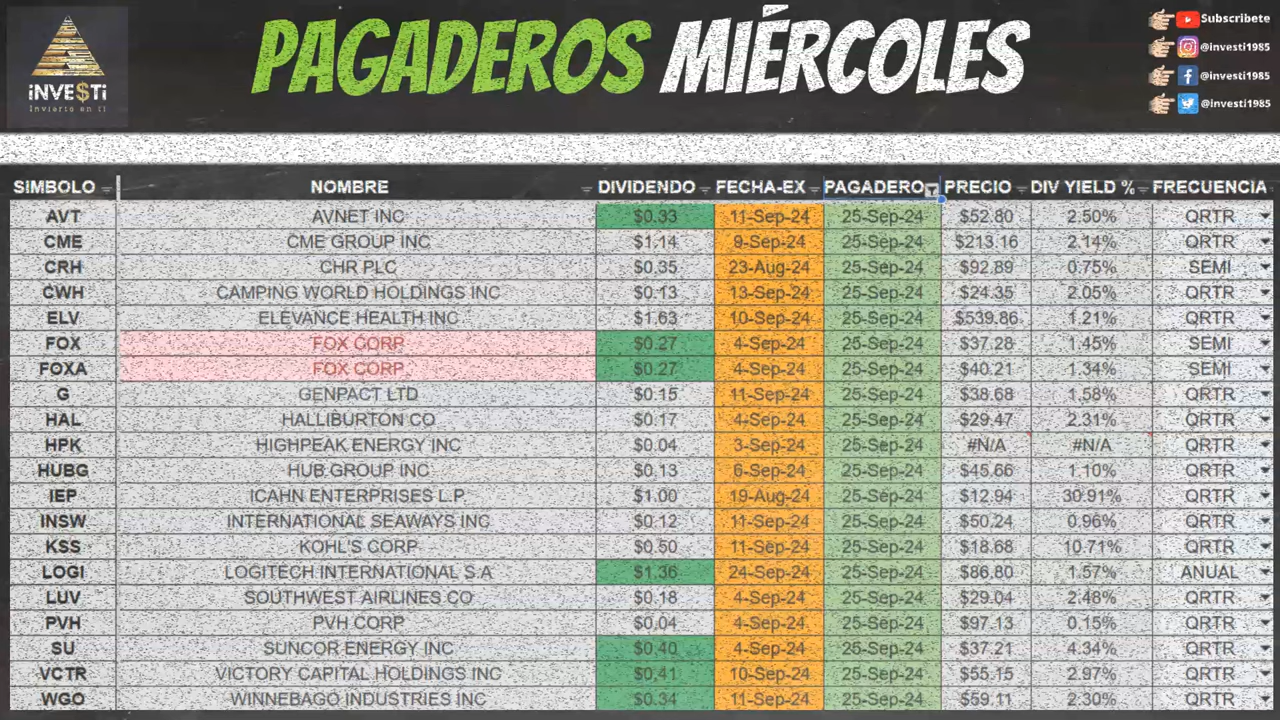 PAGADEROS MIÉRCOLES
INVE$Ti
Invierto en ti
Subscribete
@investi1985
@investi1985
@investi1985
SIMBOLO NOMBRE DIVIDENDO FECHA-EX PAGADERO PRECIO DIV YIELD % FRECUENCIA
AVT AVNET INC $0.33 11-Sep-24 25-Sep-24 $52.80 2.50% QRTR
CME CME GROUP INC $1.14 9-Sep-24 25-Sep-24 $213.16 2.14% QRTR
CRH CHR PLC $0.35 23-Aug-24 25-Sep-24 $92.89 0.75% SEMI
CWH CAMPING WORLD HOLDINGS INC $0.13 13-Sep-24 25-Sep-24 $24.35 2.05% QRTR
ELV ELEVANCE HEALTH INC $1.63 10-Sep-24 25-Sep-24 $539.86 1.21% QRTR
FOX FOX CORP $0.27 4-Sep-24 25-Sep-24 $37.28 1.45% SEMI
FOXA FOX CORP $0.27 4-Sep-24 25-Sep-24 $40.21 1.34% SEMI
G GENPACT LTD $0.15 11-Sep-24 25-Sep-24 $38.68 1.58% QRTR
HAL HALLIBURTON CO $0.17 4-Sep-24 25-Sep-24 $29.47 2.31% QRTR
HPK HIGHPEAK ENERGY INC $0.04 3-Sep-24 25-Sep-24 #N/A #N/A QRTR
HUBG HUB GROUP INC $0.13 6-Sep-24 25-Sep-24 $45.66 1.10% QRTR
IEP ICAHN ENTERPRISES L.P. $1.00 19-Aug-24 25-Sep-24 $12.94 30.91% QRTR
INSW INTERNATIONAL SEAWAYS INC $0.12 11-Sep-24 25-Sep-24 $50.24 0.96% QRTR
KSS KOHL'S CORP $0.50 11-Sep-24 25-Sep-24 $18.68 10.71% QRTR
LOGI LOGITECH INTERNATIONAL S.A $1.36 24-Sep-24 25-Sep-24 $86.80 1.57% ANUAL
LUV SOUTHWEST AIRLINES CO $0.18 4-Sep-24 25-Sep-24 $29.04 2.48% QRTR
PVH PVH CORP $0.04 4-Sep-24 25-Sep-24 $97.13 0.15% QRTR
SU SUNCOR ENERGY INC $0.40 4-Sep-24 25-Sep-24 $37.21 4.34% QRTR
VCTR VICTORY CAPITAL HOLDINGS INC $0.41 10-Sep-24 25-Sep-24 $55.15 2.97% QRTR
WGO WINNEBAGO INDUSTRIES INC $0.34 11-Sep-24 25-Sep-24 $59.11 2.30% QRTR